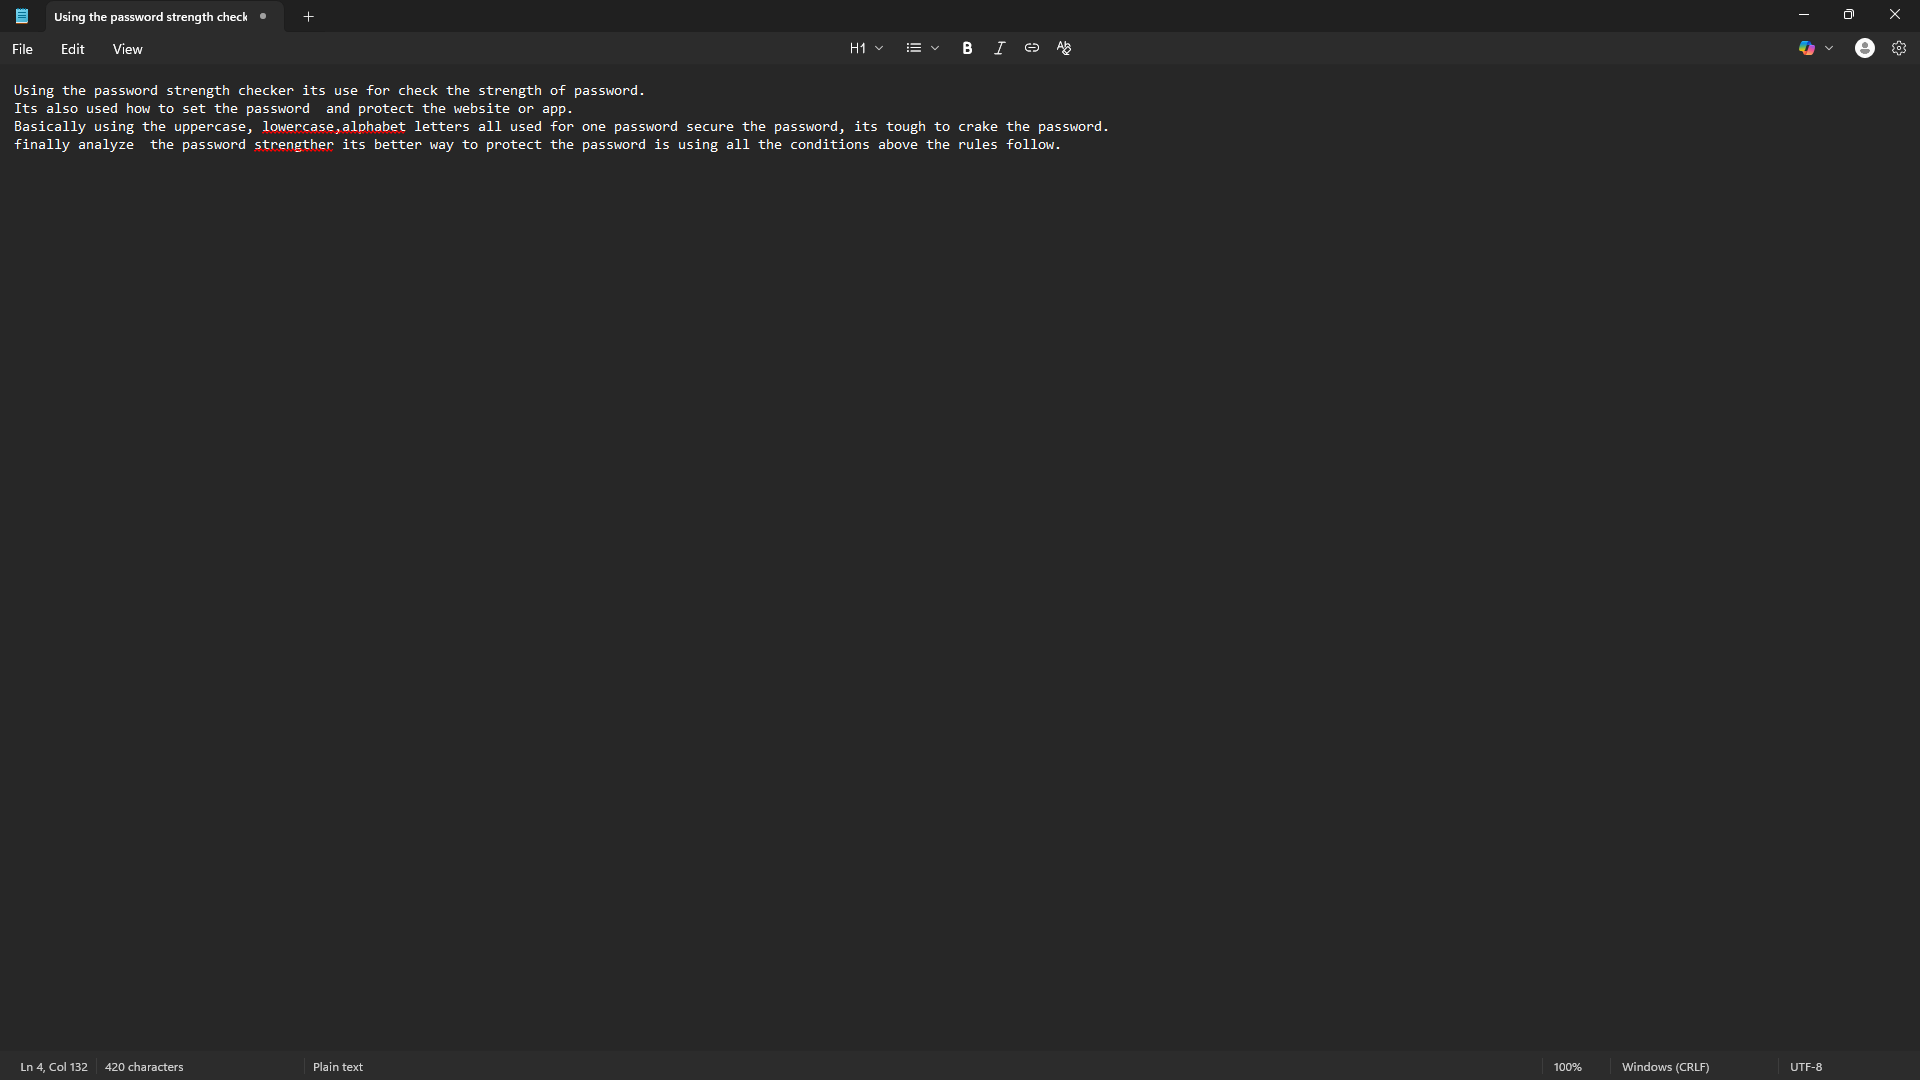 Using the password strength check
File Edit View H1
Using the password strength checker its use for check the strength of password.
Its also used how to set the password  and protect the website or app.
Basically using the uppercase, lowercase,alphabet letters all used for one password secure the password, its tough to crake the password.
finally analyze  the password strengther its better way to protect the password is using all the conditions above the rules follow.
Ln 4, Col 132 420 characters Plain text 100% Windows (CRLF) UTF-8